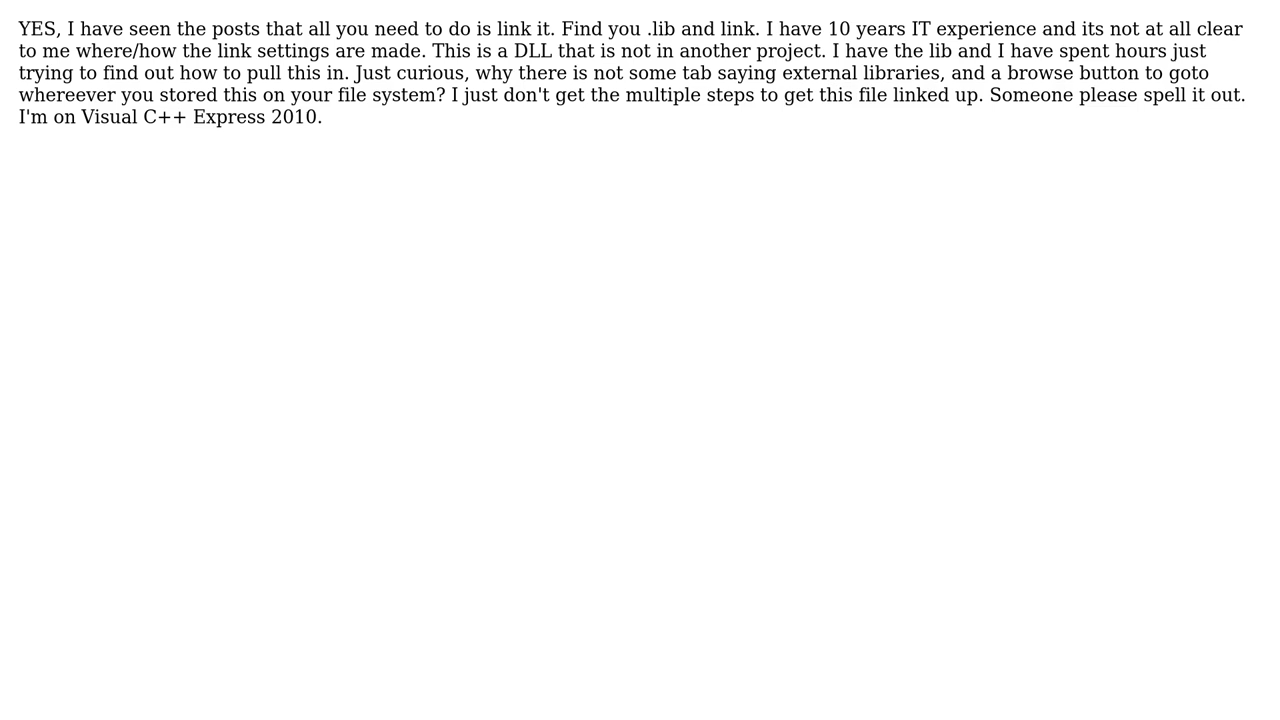 YES, I have seen the posts that all you need to do is link it. Find you .lib and link. I have 10 years IT experience and its not at all clear
to me where/how the link settings are made. This is a DLL that is not in another project. I have the lib and I have spent hours just
trying to find out how to pull this in. Just curious, why there is not some tab saying external libraries, and a browse button to goto
whereever you stored this on your file system? I just don't get the multiple steps to get this file linked up. Someone please spell it out.
I'm on Visual C++ Express 2010.